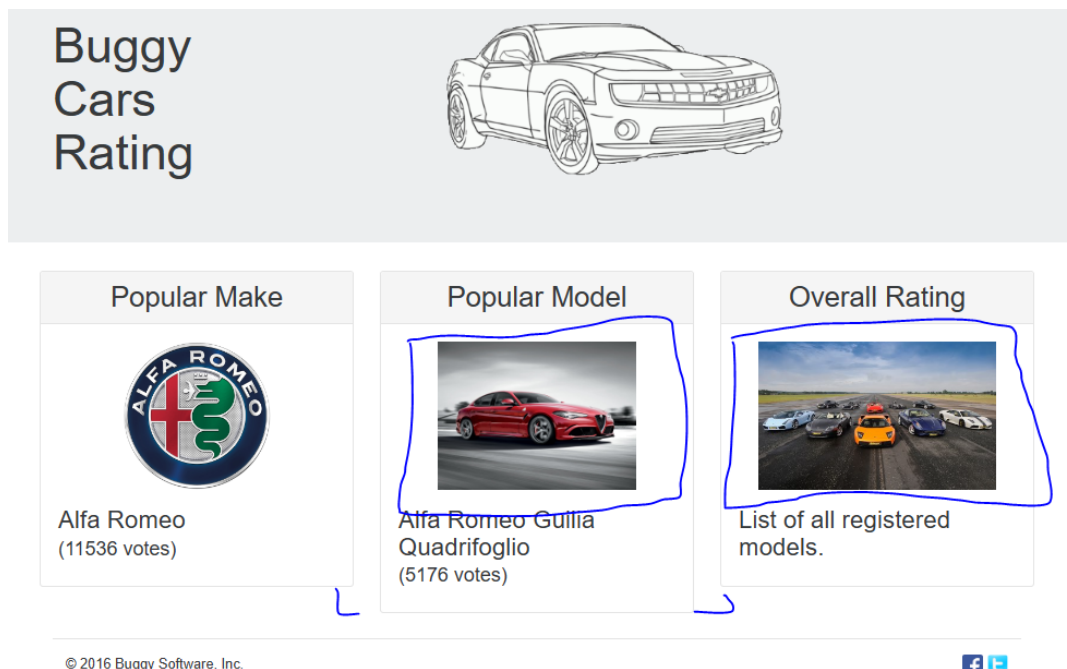 Buggy
Cars
Rating
Popular Make
ALFA ROMEO
Alfa Romeo
(11536 votes)
Popular Model
Alfa Romeo Guilia
Quadrifoglio
(5176 votes)
Overall Rating
List of all registered
models.
© 2016 Buggy Software, Inc.